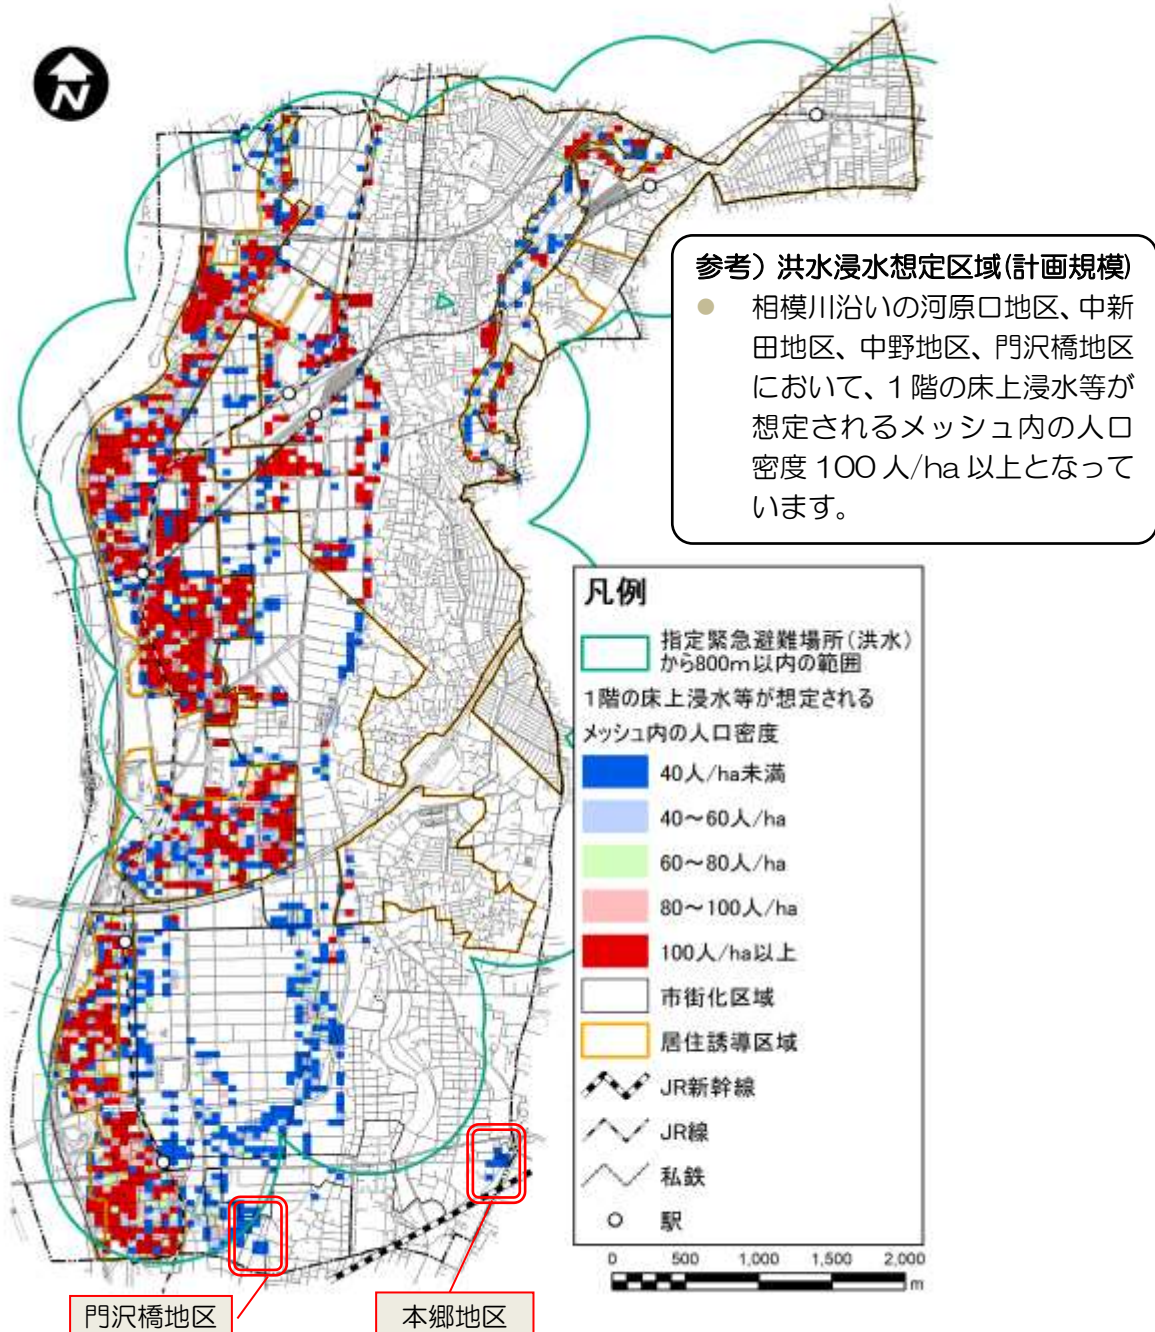 N
参考）洪水浸水想定区域(計画規模)
● 相模川沿いの河原口地区、中新
田地区、中野地区、門沢橋地区
において、１階の床上浸水等が
想定されるメッシュ内の人口
密度 100 人/ha 以上となって
います。
凡例
指定緊急避難場所(洪水)
から800m以内の範囲
1階の床上浸水等が想定される
メッシュ内の人口密度
40人/ha未満
40～60人/ha
60～80人/ha
80～100人/ha
100人/ha以上
市街化区域
居住誘導区域
JR新幹線
JR線
私鉄
駅
0 500 1,000 1,500 2,000
m
門沢橋地区
本郷地区